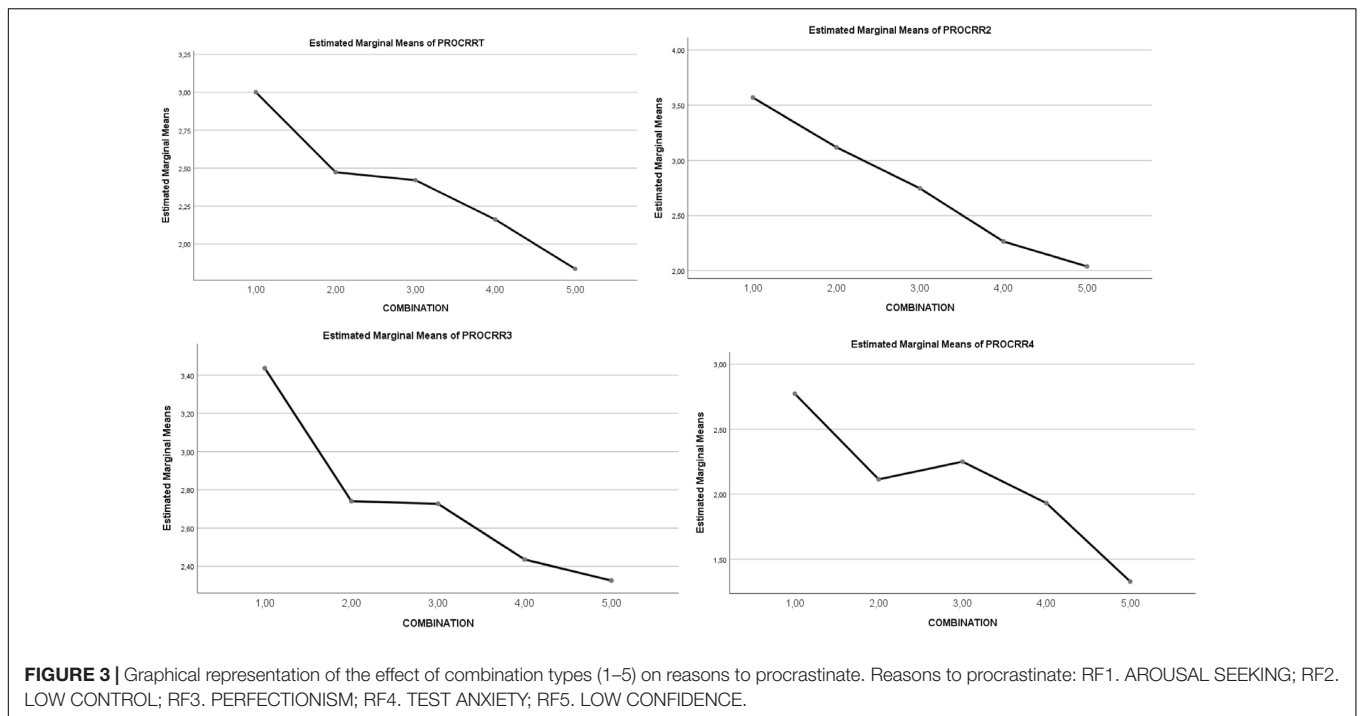 Estimated Marginal Means of PROCRRT
3,25
3,00
2,75
2,50
2,25
2,00
Estimated Marginal Means
1,00 2,00 3,00 4,00 5,00
COMBINATION
Estimated Marginal Means of PROCRR2
4,00
3,50
3,00
2,50
2,00
Estimated Marginal Means
1,00 2,00 3,00 4,00 5,00
COMBINATION
Estimated Marginal Means of PROCRR3
3,40
3,20
3,00
2,80
2,60
2,40
Estimated Marginal Means
1,00 2,00 3,00 4,00 5,00
COMBINATION
Estimated Marginal Means of PROCRR4
3,00
2,50
2,00
1,50
Estimated Marginal Means
1,00 2,00 3,00 4,00 5,00
COMBINATION
FIGURE 3 | Graphical representation of the effect of combination types (1–5) on reasons to procrastinate. Reasons to procrastinate: RF1. AROUSAL SEEKING; RF2.
LOW CONTROL; RF3. PERFECTIONISM; RF4. TEST ANXIETY; RF5. LOW CONFIDENCE.